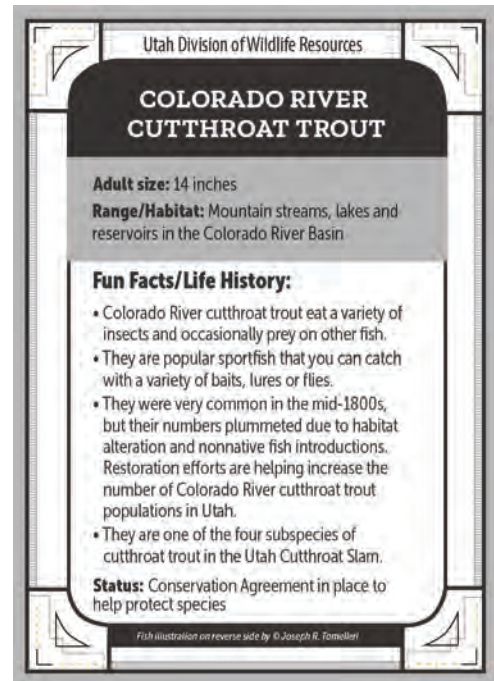 Utah Division of Wildlife Resources
COLORADO RIVER
CUTTHROAT TROUT
Adult size: 14 inches
Range/Habitat: Mountain streams, lakes and
reservoirs in the Colorado River Basin
Fun Facts/Life History:
• Colorado River cutthroat trout eat a variety of
insects and occasionally prey on other fish.
• They are popular sportfish that you can catch
with a variety of baits, lures or flies.
• They were very common in the mid-1800s,
but their numbers plummeted due to habitat
alteration and nonnative fish introductions.
Restoration efforts are helping increase the
number of Colorado River cutthroat trout
populations in Utah.
• They are one of the four subspecies of
cutthroat trout in the Utah Cutthroat Slam.
Status: Conservation Agreement in place to
help protect species
Fish illustration on reverse side by © Joseph R. Tomelleri